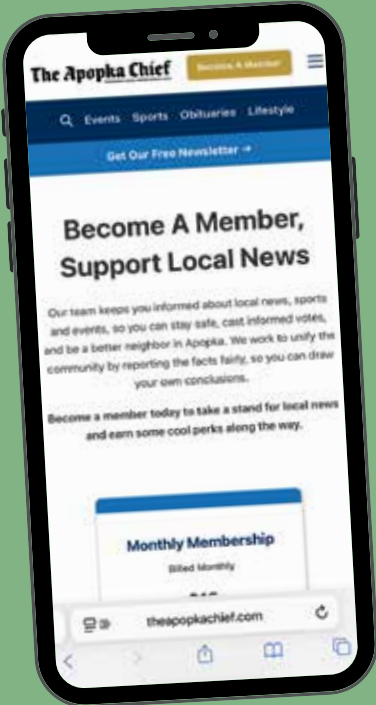 The Apopka Chief
Become A Member
Events Sports Obituaries Lifestyle
Get Our Free Newsletter →
Become A Member,
Support Local News
Our team keeps you informed about local news, sports
and events, so you can stay safe, cast informed votes,
and be a better neighbor in Apopka. We work to unify the
community by reporting the facts fairly, so you can draw
your own conclusions.
Become a member today to take a stand for local news
and earn some cool perks along the way.
Monthly Membership
Billed Monthly
theapopkachief.com